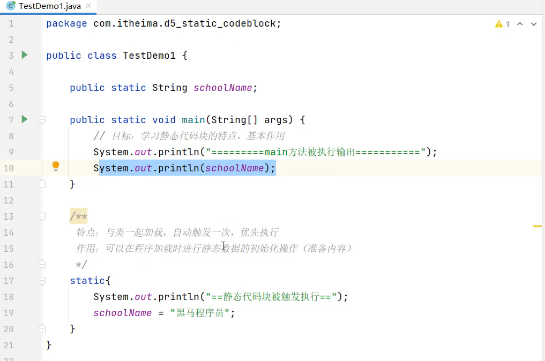 TestDemo1.java
1 package com.itheima.d5_static_codeblock; 1
2
3 public class TestDemo1 {
4
5 public static String schoolName;
6
7 public static void main(String[] args) {
8 // 目标：学习静态代码块的特点、基本作用
9 System.out.println("=========main方法被执行输出===========");
10 System.out.println(schoolName);
11 }
12
13 /**
14 特点：与类一起加载，自动触发一次，优先执行
15 作用：可以在程序加载时进行静态数据的初始化操作（准备内容）
16 */
17 static{
18 System.out.println("==静态代码块被触发执行==");
19 schoolName = "黑马程序员";
20 }
21 }